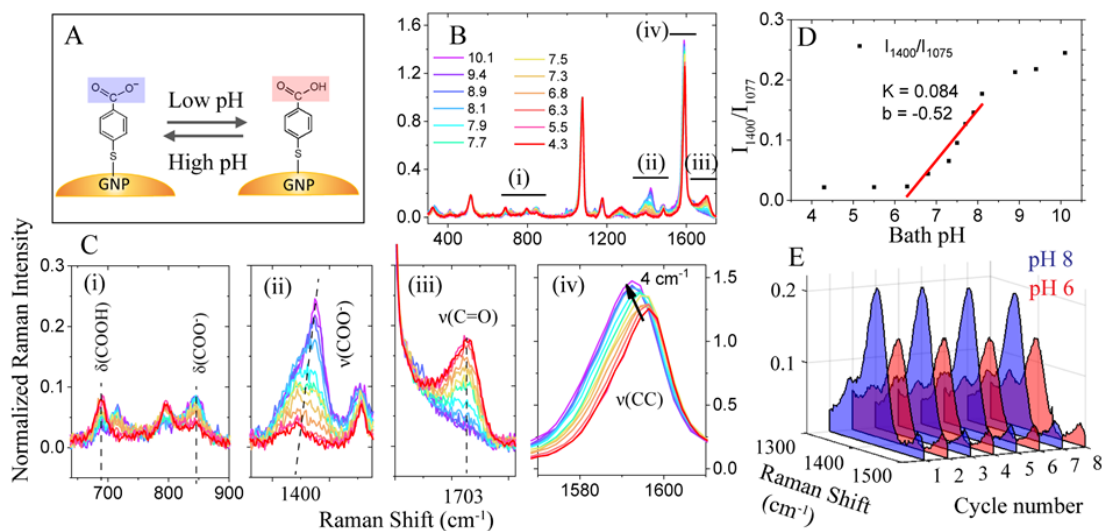 A
O
O⁻
O
OH
Low pH
High pH
S
S
GNP
GNP
B
(iv)
10.1
9.4
8.9
8.1
7.9
7.7
7.5
7.3
6.8
6.3
5.5
4.3
(i)
(ii)
(iii)
1.6
1.2
0.8
0.4
0.0
400
800
1200
1600
D
I1400/I1075
K = 0.084
b = -0.52
I1400/I1077
0.3
0.2
0.1
0.0
4
5
6
7
8
9
10
Bath pH
C
Normalized Raman Intensity
0.3
0.2
0.1
0.0
(i)
δ(COOH)
δ(COO⁻)
700
800
900
(ii)
ν(COO⁻)
1400
(iii)
ν(C=O)
1703
(iv)
4 cm⁻¹
ν(CC)
1580
1600
1.5
1.0
0.5
0.0
Raman Shift (cm⁻¹)
E
pH 8
pH 6
0.2
0.1
1300
1400
1500
Raman Shift
(cm⁻¹)
1
2
3
4
5
6
7
8
Cycle number